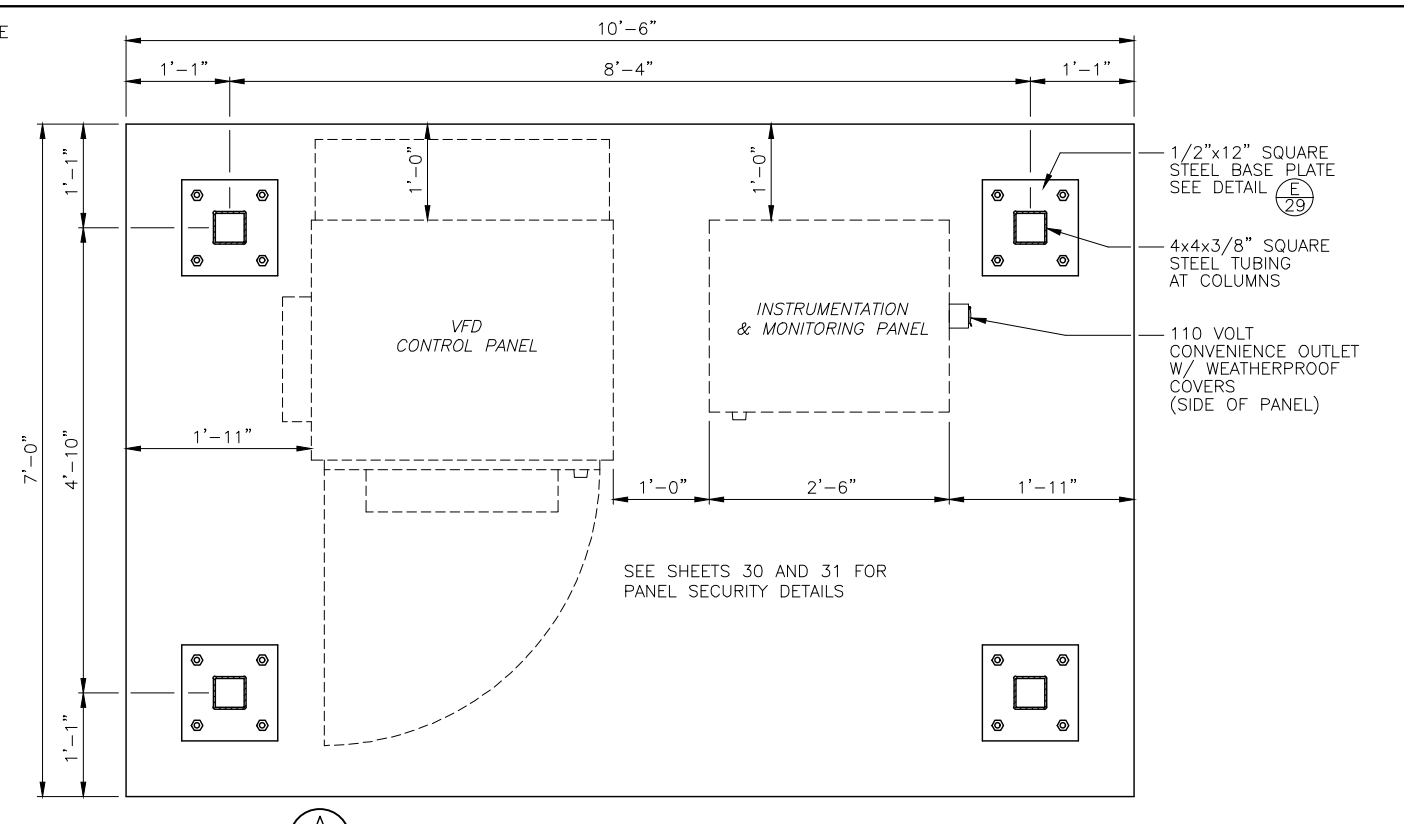 E
10'-6"
1'-1"
8'-4"
1'-1"
1'-1"
1'-0"
1'-0"
1/2"x12" SQUARE
STEEL BASE PLATE
SEE DETAIL E
29
4x4x3/8" SQUARE
STEEL TUBING
AT COLUMNS
VFD
CONTROL PANEL
INSTRUMENTATION
& MONITORING PANEL
110 VOLT
CONVENIENCE OUTLET
W/ WEATHERPROOF
COVERS
(SIDE OF PANEL)
7'-0"
4'-10"
1'-11"
1'-0"
2'-6"
1'-11"
SEE SHEETS 30 AND 31 FOR
PANEL SECURITY DETAILS
1'-1"